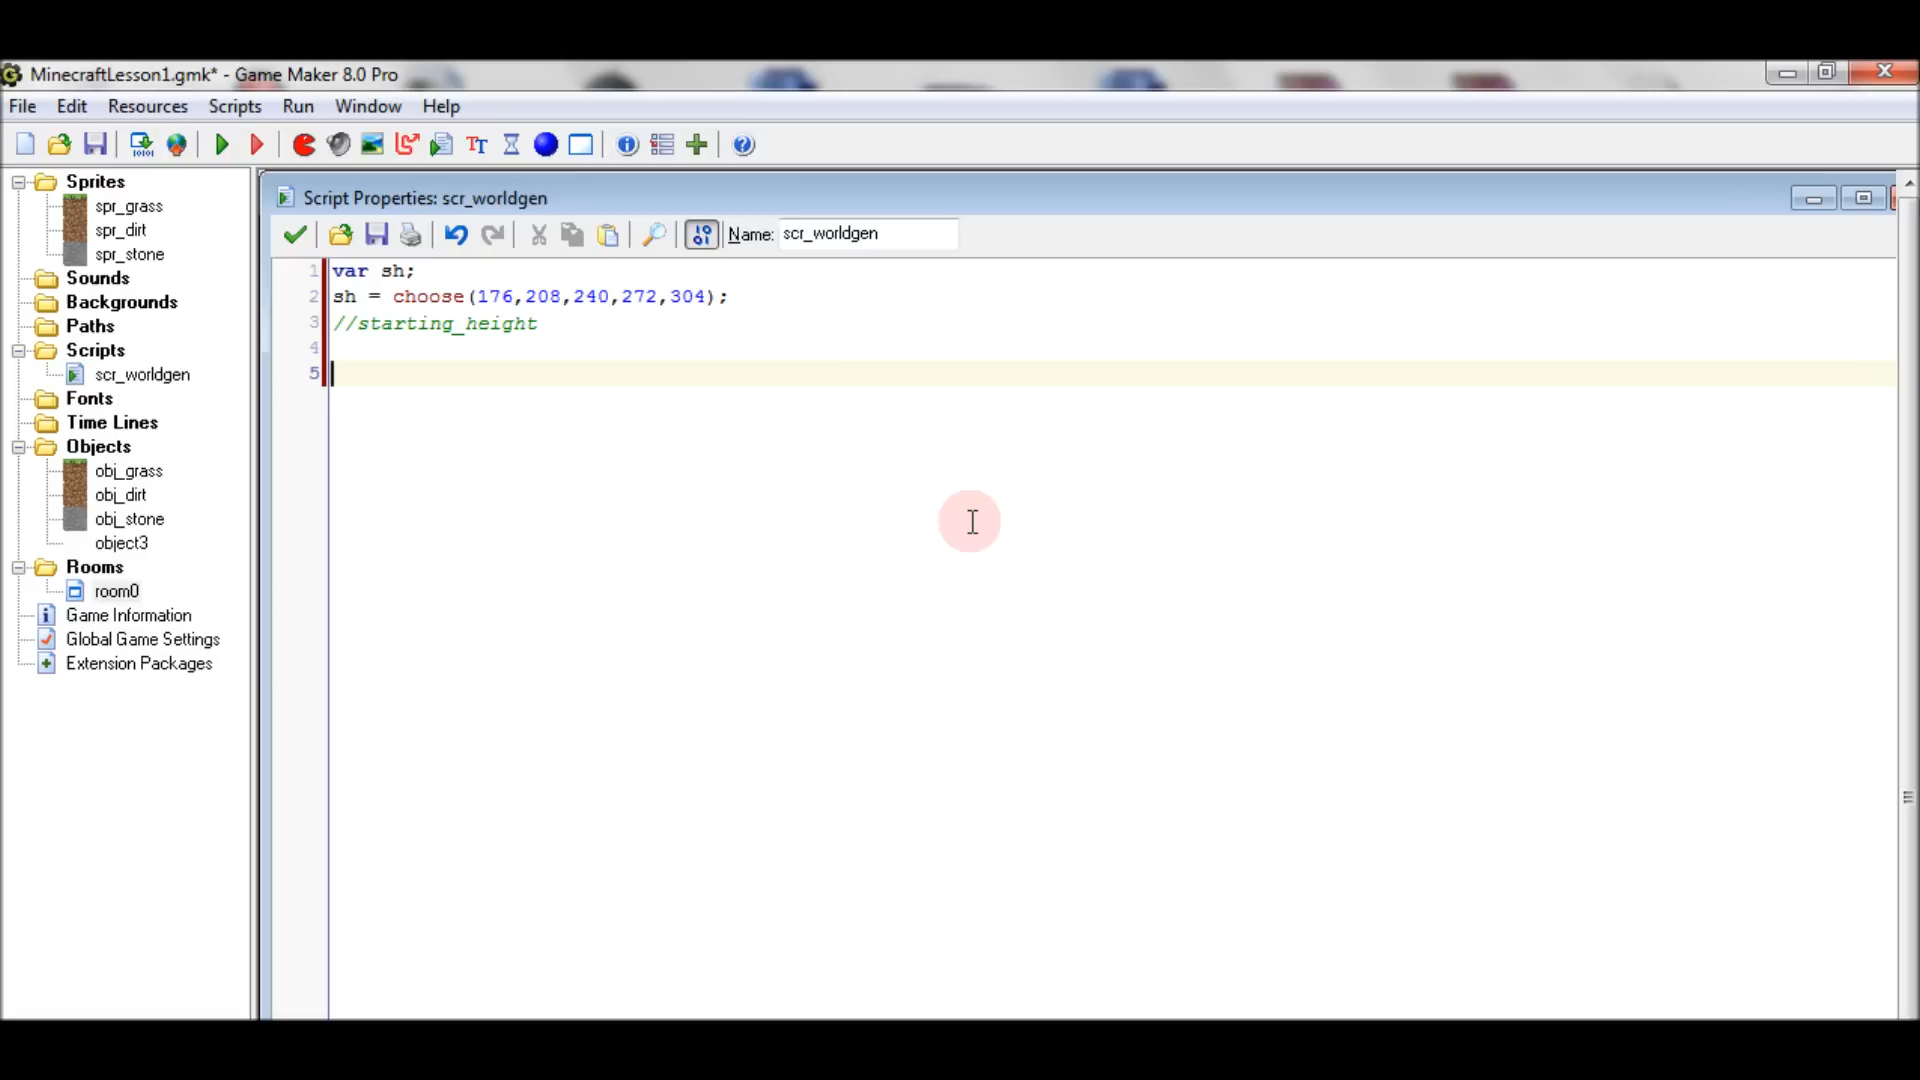 MinecraftLesson1.gmk* - Game Maker 8.0 Pro
File Edit Resources Scripts Run Window Help
Sprites
spr_grass
spr_dirt
spr_stone
Sounds
Backgrounds
Paths
Scripts
scr_worldgen
Fonts
Time Lines
Objects
obj_grass
obj_dirt
obj_stone
object3
Rooms
room0
Game Information
Global Game Settings
Extension Packages
Script Properties: scr_worldgen
Name: scr_worldgen
1 var sh;
2 sh = choose(176,208,240,272,304);
3 //starting_height
4
5